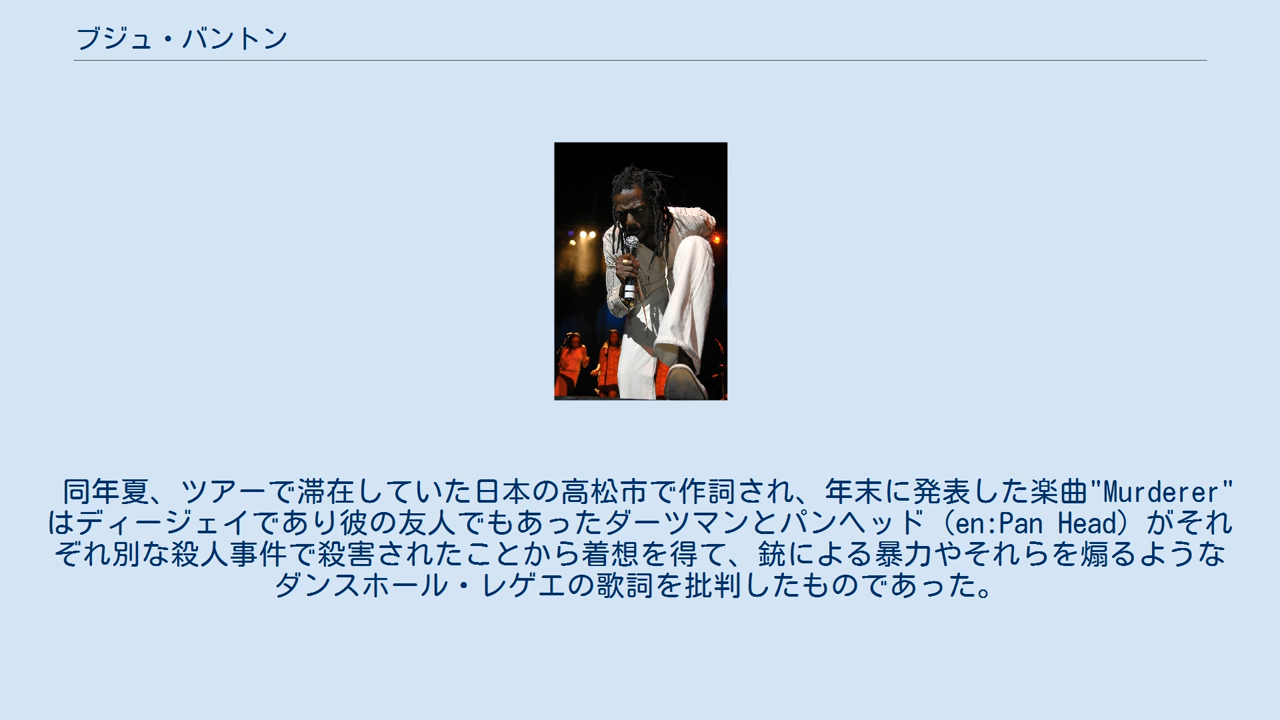 ブジュ・バントン
同年夏、ツアーで滞在していた日本の高松市で作詞され、年末に発表した楽曲"Murderer"
はディージェイであり彼の友人でもあったダーツマンとパンヘッド（en:Pan Head）がそれ
ぞれ別な殺人事件で殺害されたことから着想を得て、銃による暴力やそれらを煽るような
ダンスホール・レゲエの歌詞を批判したものであった。